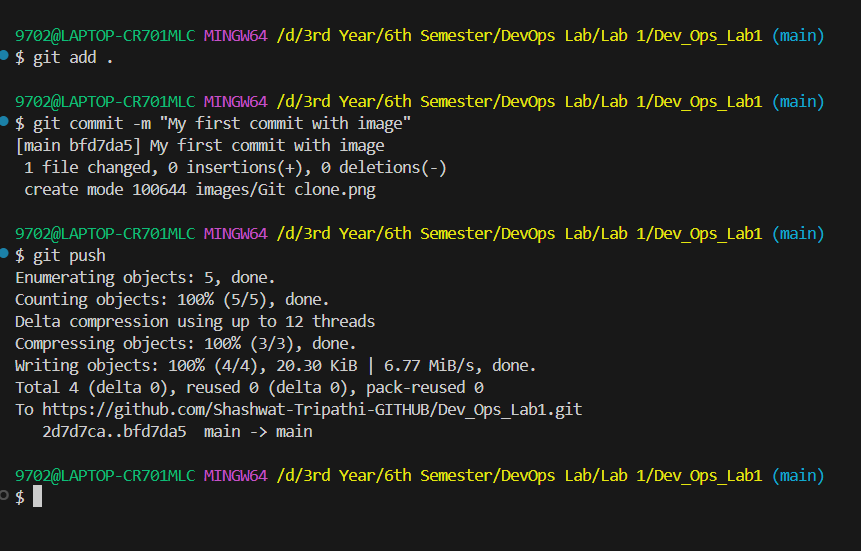 9702@LAPTOP-CR701MLC MINGW64 /d/3rd Year/6th Semester/DevOps Lab/Lab 1/Dev_Ops_Lab1 (main)
$ git add .
9702@LAPTOP-CR701MLC MINGW64 /d/3rd Year/6th Semester/DevOps Lab/Lab 1/Dev_Ops_Lab1 (main)
$ git commit -m "My first commit with image"
[main bfd7da5] My first commit with image
 1 file changed, 0 insertions(+), 0 deletions(-)
 create mode 100644 images/Git clone.png
9702@LAPTOP-CR701MLC MINGW64 /d/3rd Year/6th Semester/DevOps Lab/Lab 1/Dev_Ops_Lab1 (main)
$ git push
Enumerating objects: 5, done.
Counting objects: 100% (5/5), done.
Delta compression using up to 12 threads
Compressing objects: 100% (3/3), done.
Writing objects: 100% (4/4), 20.30 KiB | 6.77 MiB/s, done.
Total 4 (delta 0), reused 0 (delta 0), pack-reused 0
To https://github.com/Shashwat-Tripathi-GITHUB/Dev_Ops_Lab1.git
   2d7d7ca..bfd7da5  main -> main
9702@LAPTOP-CR701MLC MINGW64 /d/3rd Year/6th Semester/DevOps Lab/Lab 1/Dev_Ops_Lab1 (main)
$